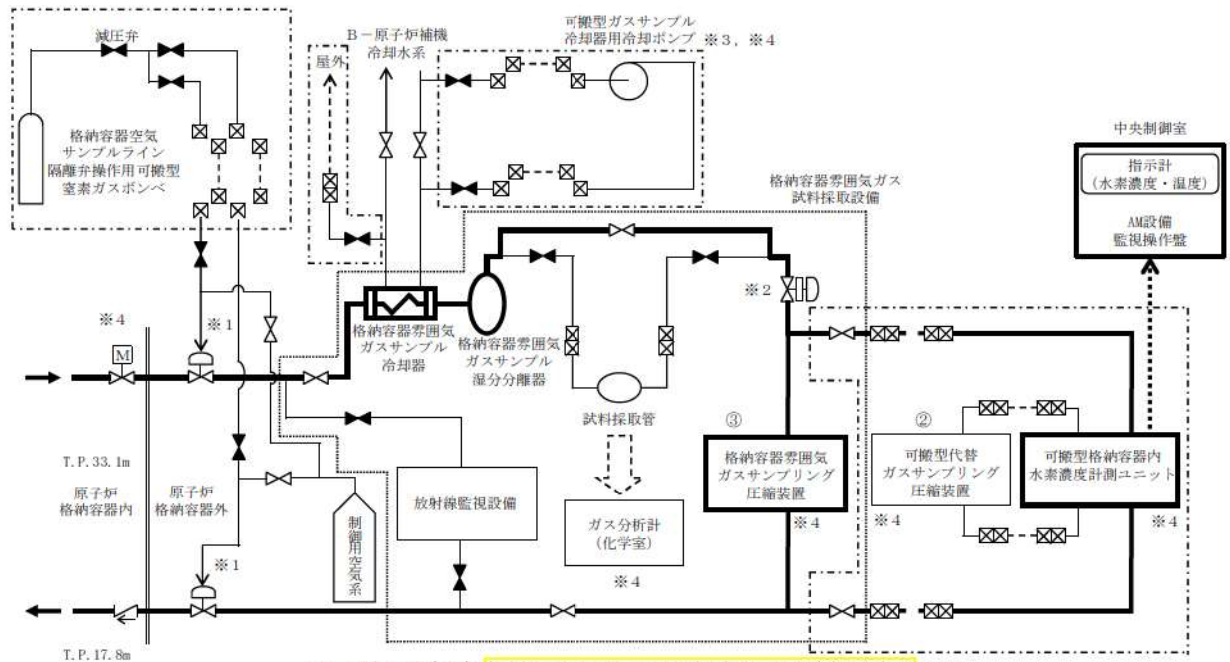 減圧弁
格納容器空気
サンプルライン
隔離弁操作用可搬型
窒素ガスボンベ
屋外
B－原子炉補機
冷却水系
可搬型ガスサンプル
冷却器用冷却ポンプ ※3，※4
格納容器雰囲気ガス
試料採取設備
中央制御室
指示計
（水素濃度・温度）
AM設備
監視操作盤
※4
M
※1
格納容器雰囲気
ガスサンプル
冷却器
格納容器雰囲気
ガスサンプル
湿分分離器
※2
試料採取管
T.P.33.1m
原子炉
格納容器内
原子炉
格納容器外
※1
制御用空気系
放射線監視設備
ガス分析計
（化学室）
※4
③
格納容器雰囲気
ガスサンプリング
圧縮装置
※4
②
可搬型代替
ガスサンプリング
圧縮装置
※4
可搬型格納容器内
水素濃度計測ユニット
※4
T.P.17.8m